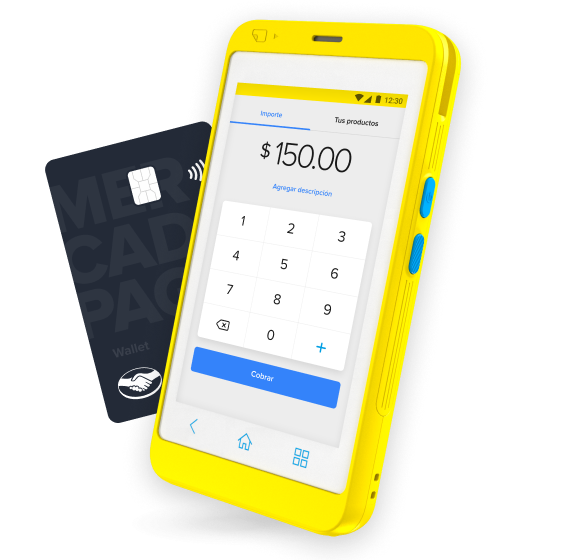 12:30
Importe
Tus productos
$ 150.00
Agregar descripción
1 2 3
4 5 6
7 8 9
0 +
Cobrar
MER
CAD
PAG
Wallet